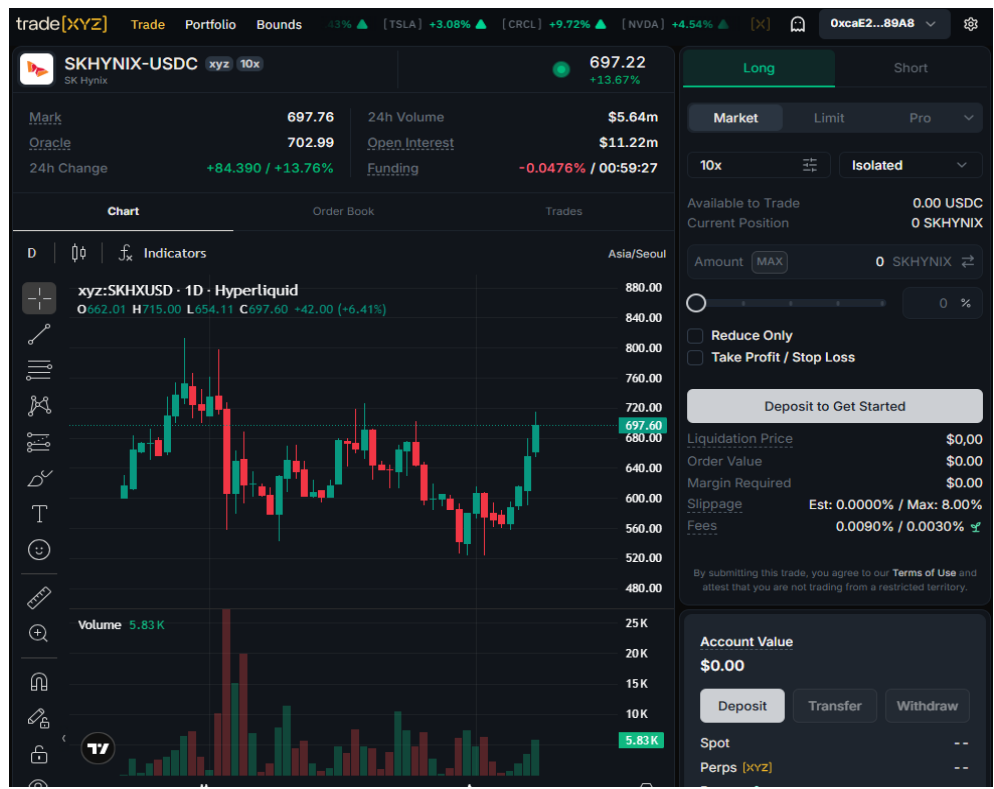 trade[XYZ] Trade Portfolio Bounds 43% [TSLA] +3.08% [CRCL] +9.72% [NVDA] +4.54% [X] 0xcaE2...89A8
SKHYNIX-USDC xyz 10x
SK Hynix
697.22
+13.67%
Mark 697.76
Oracle 702.99
24h Change +84.390 / +13.76%
24h Volume $5.64m
Open Interest $11.22m
Funding -0.0476% / 00:59:27
Chart Order Book Trades
D Indicators Asia/Seoul
xyz:SKHXUSD · 1D · Hyperliquid
O662.01 H715.00 L654.11 C697.60 +42.00 (+6.41%)
880.00
840.00
800.00
760.00
720.00
697.60
680.00
640.00
600.00
560.00
520.00
480.00
Volume 5.83K
25K
20K
15K
10K
5.83K
Long Short
Market Limit Pro
10x Isolated
Available to Trade 0.00 USDC
Current Position 0 SKHYNIX
Amount MAX 0 SKHYNIX
0 %
Reduce Only
Take Profit / Stop Loss
Deposit to Get Started
Liquidation Price $0,00
Order Value $0.00
Margin Required $0.00
Slippage Est: 0.0000% / Max: 8.00%
Fees 0.0090% / 0.0030%
By submitting this trade, you agree to our Terms of Use and
attest that you are not trading from a restricted territory.
Account Value
$0.00
Deposit Transfer Withdraw
Spot --
Perps [XYZ] --